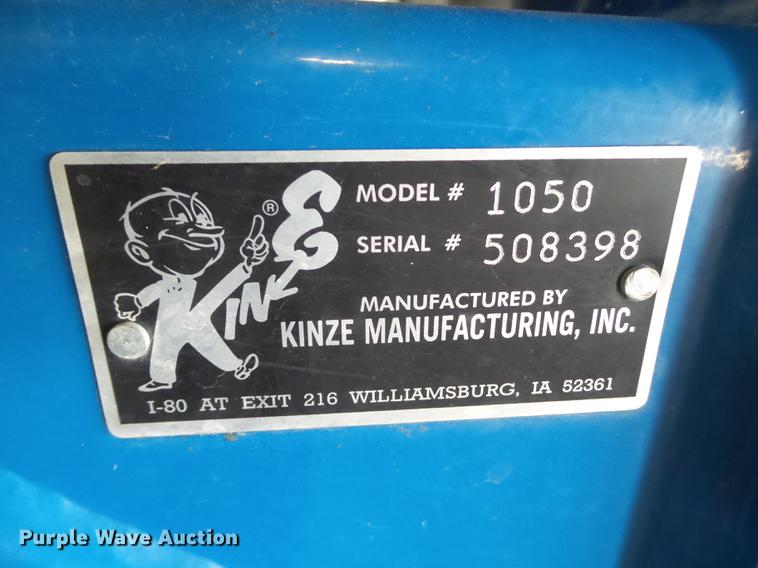 KINZE ®
MODEL # 1050
SERIAL # 508398
MANUFACTURED BY
KINZE MANUFACTURING, INC.
I-80 AT EXIT 216 WILLIAMSBURG, IA 52361
Purple Wave Auction